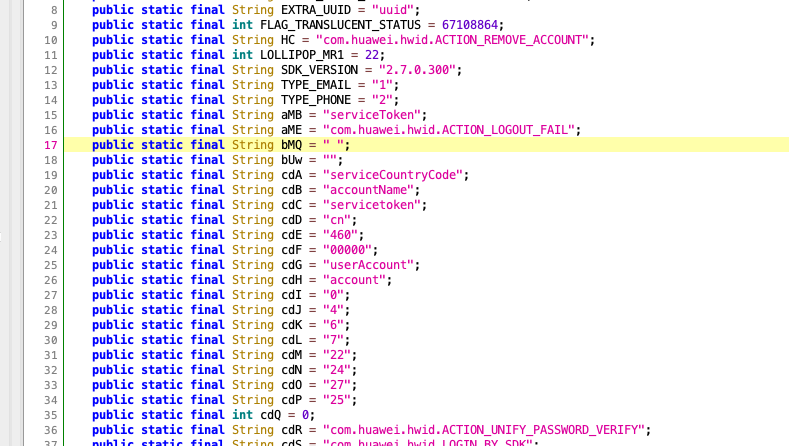 8 public static final String EXTRA_UUID = "uuid";
9 public static final int FLAG_TRANSLUCENT_STATUS = 67108864;
10 public static final String HC = "com.huawei.hwid.ACTION_REMOVE_ACCOUNT";
11 public static final int LOLLIPOP_MR1 = 22;
12 public static final String SDK_VERSION = "2.7.0.300";
13 public static final String TYPE_EMAIL = "1";
14 public static final String TYPE_PHONE = "2";
15 public static final String aMB = "serviceToken";
16 public static final String aME = "com.huawei.hwid.ACTION_LOGOUT_FAIL";
17 public static final String bMQ = " ";
18 public static final String bUw = "";
19 public static final String cdA = "serviceCountryCode";
20 public static final String cdB = "accountName";
21 public static final String cdC = "servicetoken";
22 public static final String cdD = "cn";
23 public static final String cdE = "460";
24 public static final String cdF = "00000";
25 public static final String cdG = "userAccount";
26 public static final String cdH = "account";
27 public static final String cdI = "0";
28 public static final String cdJ = "4";
29 public static final String cdK = "6";
30 public static final String cdL = "7";
31 public static final String cdM = "22";
32 public static final String cdN = "24";
33 public static final String cdO = "27";
34 public static final String cdP = "25";
35 public static final int cdQ = 0;
36 public static final String cdR = "com.huawei.hwid.ACTION_UNIFY_PASSWORD_VERIFY";
37 public static final String cdS = "com.huawei.hwid.LOGIN_BY_SDK";